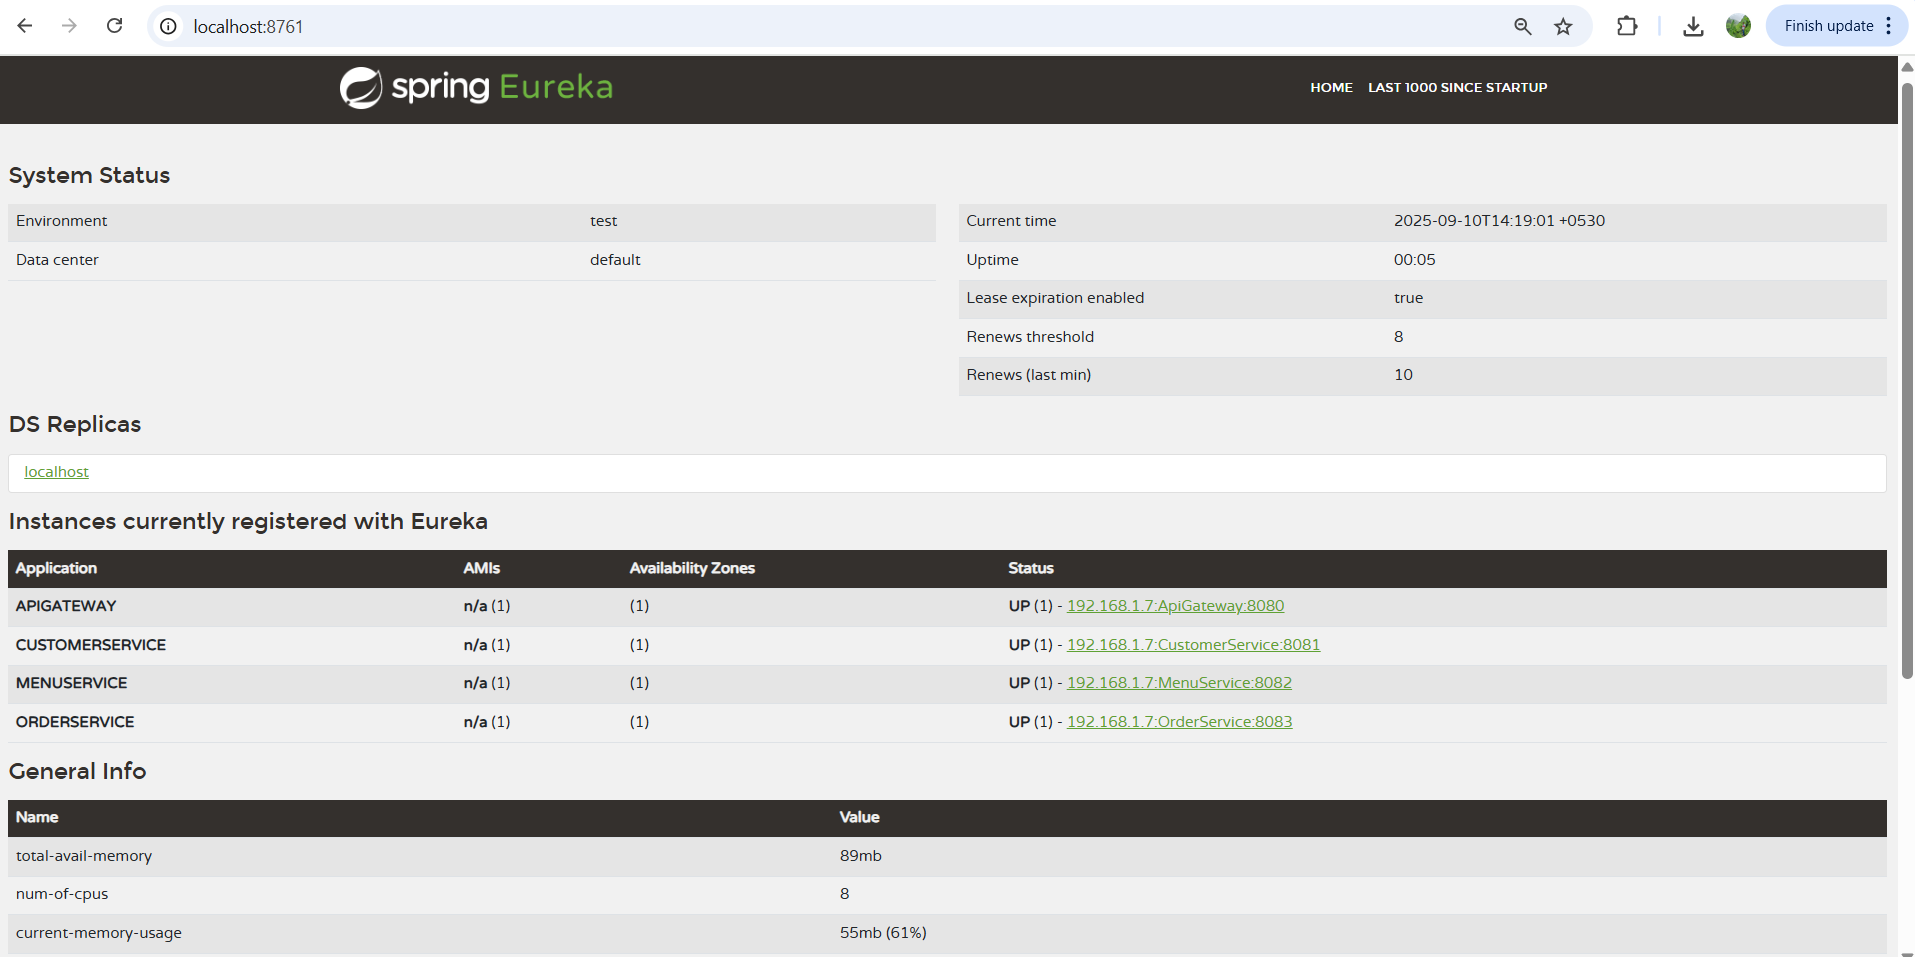 localhost:8761
Finish update
spring Eureka
HOME LAST 1000 SINCE STARTUP
System Status
Environment test
Data center default
Current time 2025-09-10T14:19:01 +0530
Uptime 00:05
Lease expiration enabled true
Renews threshold 8
Renews (last min) 10
DS Replicas
localhost
Instances currently registered with Eureka
Application AMIs Availability Zones Status
APIGATEWAY n/a (1) (1) UP (1) - 192.168.1.7:ApiGateway:8080
CUSTOMERSERVICE n/a (1) (1) UP (1) - 192.168.1.7:CustomerService:8081
MENUSERVICE n/a (1) (1) UP (1) - 192.168.1.7:MenuService:8082
ORDERSERVICE n/a (1) (1) UP (1) - 192.168.1.7:OrderService:8083
General Info
Name Value
total-avail-memory 89mb
num-of-cpus 8
current-memory-usage 55mb (61%)